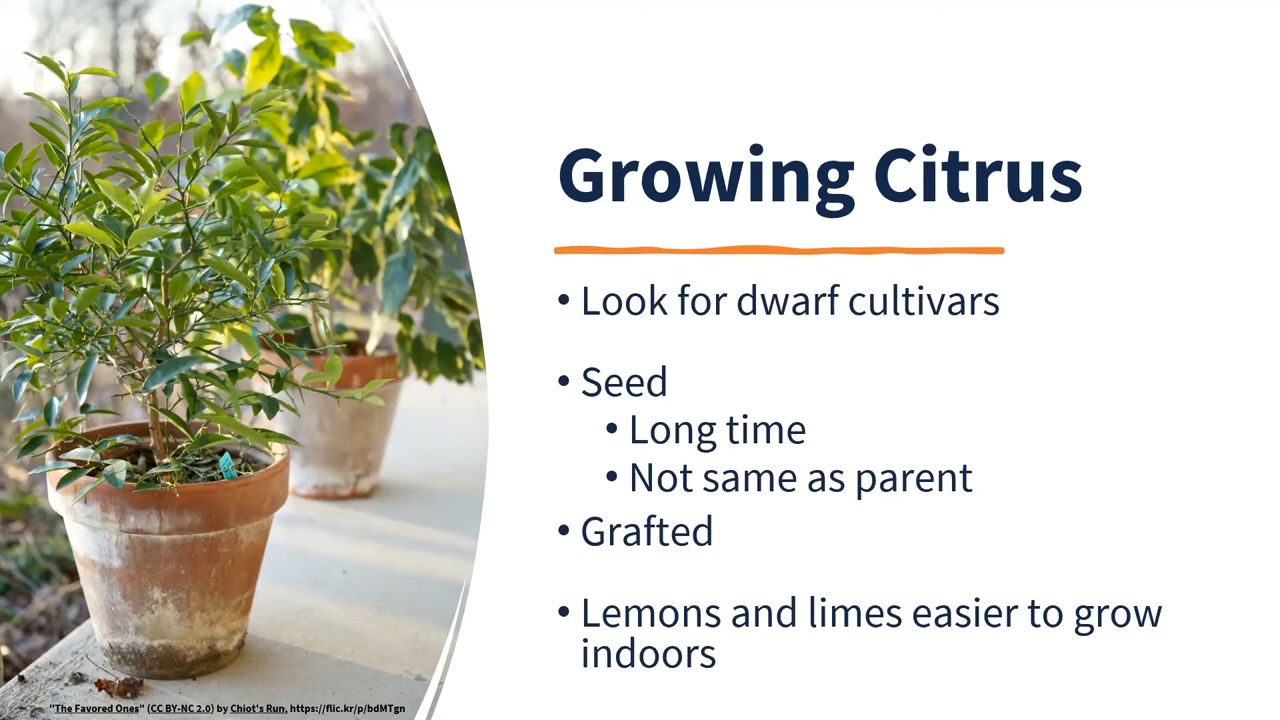 Growing Citrus
• Look for dwarf cultivars
• Seed
• Long time
• Not same as parent
• Grafted
• Lemons and limes easier to grow
indoors
"The Favored Ones" (CC BY-NC 2.0) by Chiot's Run, https://flic.kr/p/bdMTgn